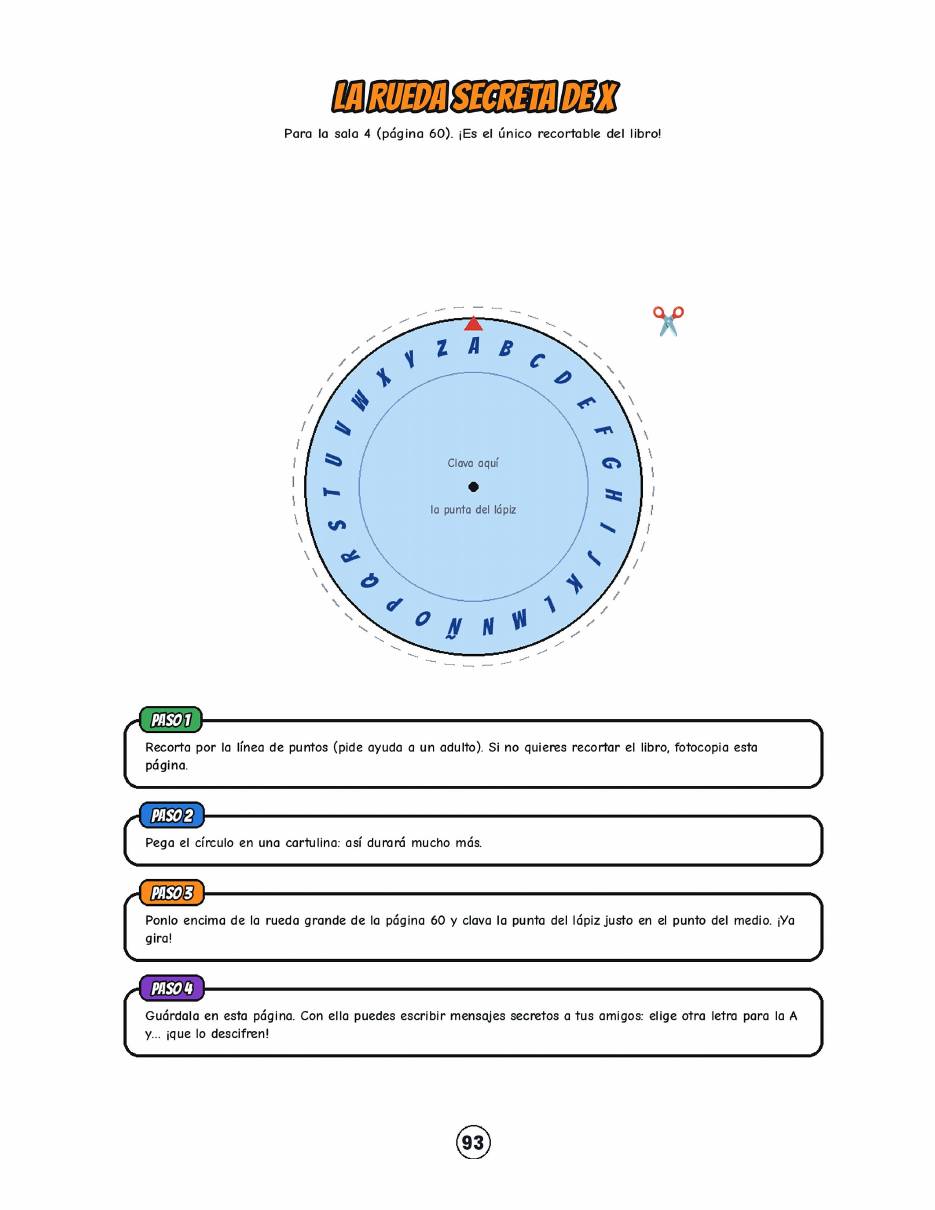 LA RUEDA SECRETA DE X
Para la sala 4 (página 60). ¡Es el único recortable del libro!
A B C D E F G H I J K L M N Ñ O P Q R S T U V W X Y Z
Clava aquí
la punta del lápiz
PASO 1
Recorta por la línea de puntos (pide ayuda a un adulto). Si no quieres recortar el libro, fotocopia esta
página.
PASO 2
Pega el círculo en una cartulina: así durará mucho más.
PASO 3
Ponlo encima de la rueda grande de la página 60 y clava la punta del lápiz justo en el punto del medio. ¡Ya
gira!
PASO 4
Guárdala en esta página. Con ella puedes escribir mensajes secretos a tus amigos: elige otra letra para la A
y... ¡que lo descifren!
93